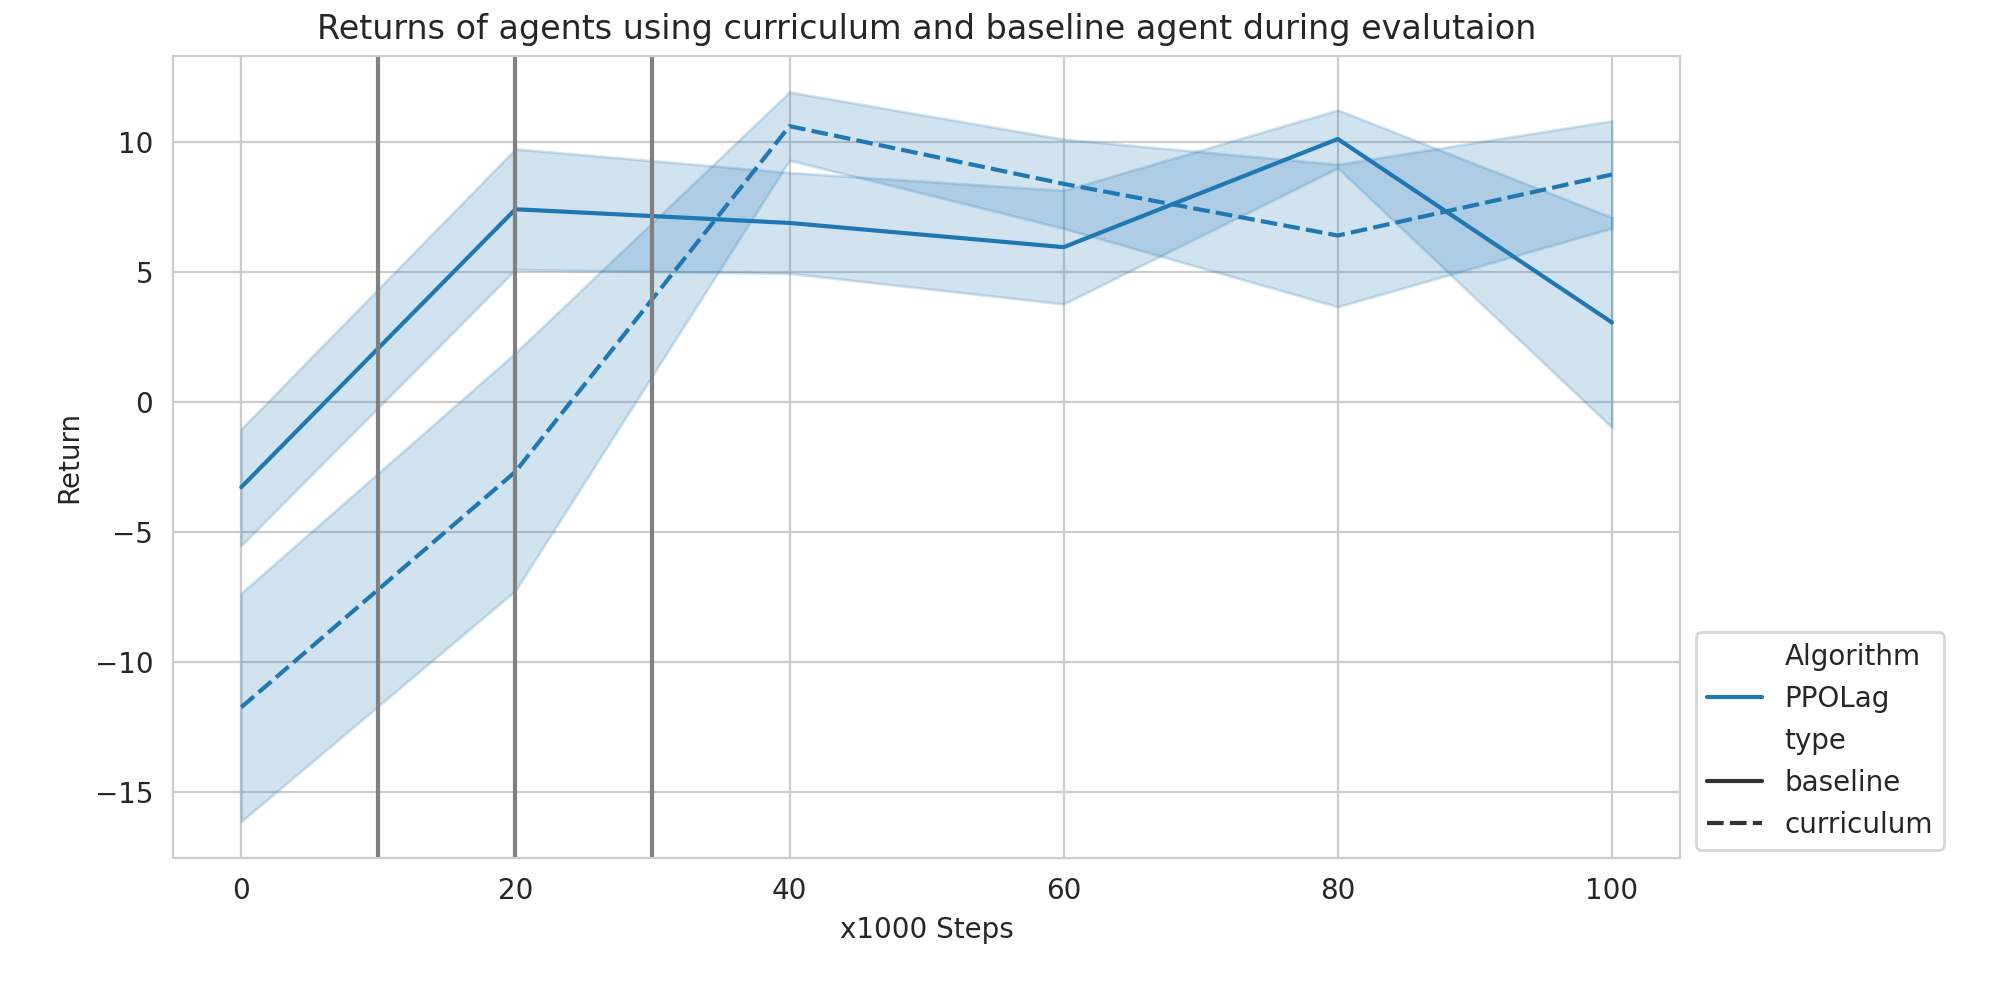 Returns of agents using curriculum and baseline agent during evalutaion
10
5
0
−5
−10
−15
Return
0 20 40 60 80 100
x1000 Steps
Algorithm
PPOLag
type
baseline
curriculum